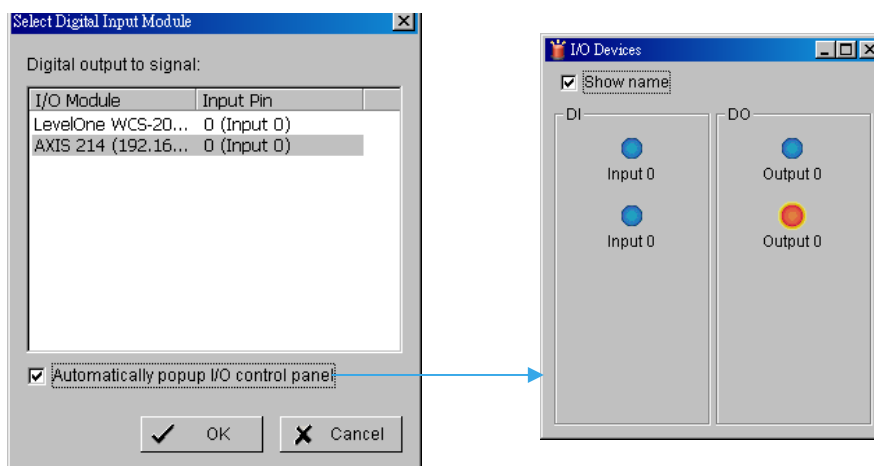 Select Digital Input Module
Digital output to signal:
I/O Module Input Pin
LevelOne WCS-20... 0 (Input 0)
AXIS 214 (192.16... 0 (Input 0)
Automatically popup I/O control panel
OK Cancel
I/O Devices
Show name
DI DO
Input 0 Output 0
Input 0 Output 0